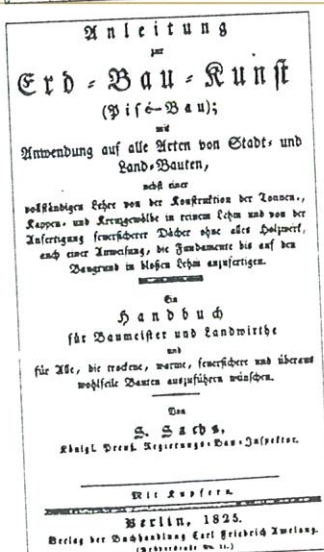 Anleitung
zur
Erd-Bau-Kunst
(Pisé-Bau);
mit
Anwendung auf alle Arten von Stadt- und
Land-Bauten,
nebst einer
vollständigen Lehre von der Konstruktion der Tonnen-,
Kappen- und Kreuzgewölbe in reinem Lehm und von der
Anfertigung feuersicherer Dächer ohne alles Holzwerk,
auch einer Anweisung, die Fundamente bis auf den
Baugrund in bloßen Lehm anzufertigen.
Ein
Handbuch
für Baumeister und Landwirthe
und
für Alle, die trockene, warme, feuersichere und überaus
wohlfeile Bauten auszuführen wünschen.
Von
S. Sachs,
Königl. Preuß. Regierungs-Bau-Inspektor.
Mit Kupfern.
Berlin, 1825.
Verlag der Buchhandlung Carl Friedrich Amelang.